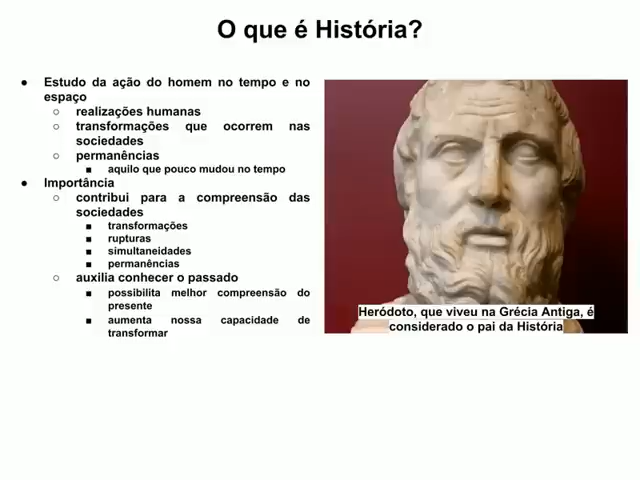 O que é História?
● Estudo da ação do homem no tempo e no
espaço
○ realizações humanas
○ transformações que ocorrem nas
sociedades
○ permanências
■ aquilo que pouco mudou no tempo
● Importância
○ contribui para a compreensão das
sociedades
■ transformações
■ rupturas
■ simultaneidades
■ permanências
○ auxilia conhecer o passado
■ possibilita melhor compreensão do
presente
■ aumenta nossa capacidade de
transformar
Heródoto, que viveu na Grécia Antiga, é
considerado o pai da História